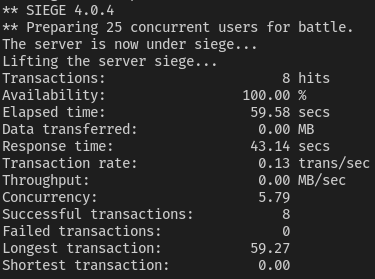 ** SIEGE 4.0.4
** Preparing 25 concurrent users for battle.
The server is now under siege...
Lifting the server siege...
Transactions: 8 hits
Availability: 100.00 %
Elapsed time: 59.58 secs
Data transferred: 0.00 MB
Response time: 43.14 secs
Transaction rate: 0.13 trans/sec
Throughput: 0.00 MB/sec
Concurrency: 5.79
Successful transactions: 8
Failed transactions: 0
Longest transaction: 59.27
Shortest transaction: 0.00